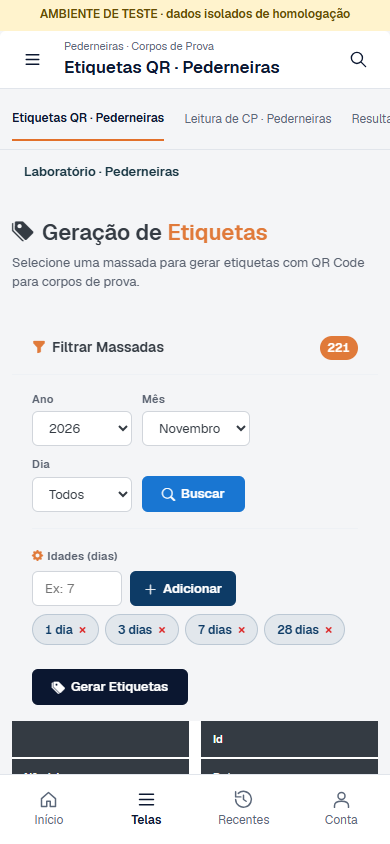 AMBIENTE DE TESTE · dados isolados de homologação
Pederneiras · Corpos de Prova
Etiquetas QR · Pederneiras
Etiquetas QR · Pederneiras
Leitura de CP · Pederneiras
Laboratório · Pederneiras
Geração de Etiquetas
Selecione uma massada para gerar etiquetas com QR Code
para corpos de prova.
Filtrar Massadas
221
Ano
Mês
2026
Novembro
Dia
Todos
Buscar
Idades (dias)
Ex: 7
Adicionar
1 dia ×
3 dias ×
7 dias ×
28 dias ×
Gerar Etiquetas
Id
Início
Telas
Recentes
Conta